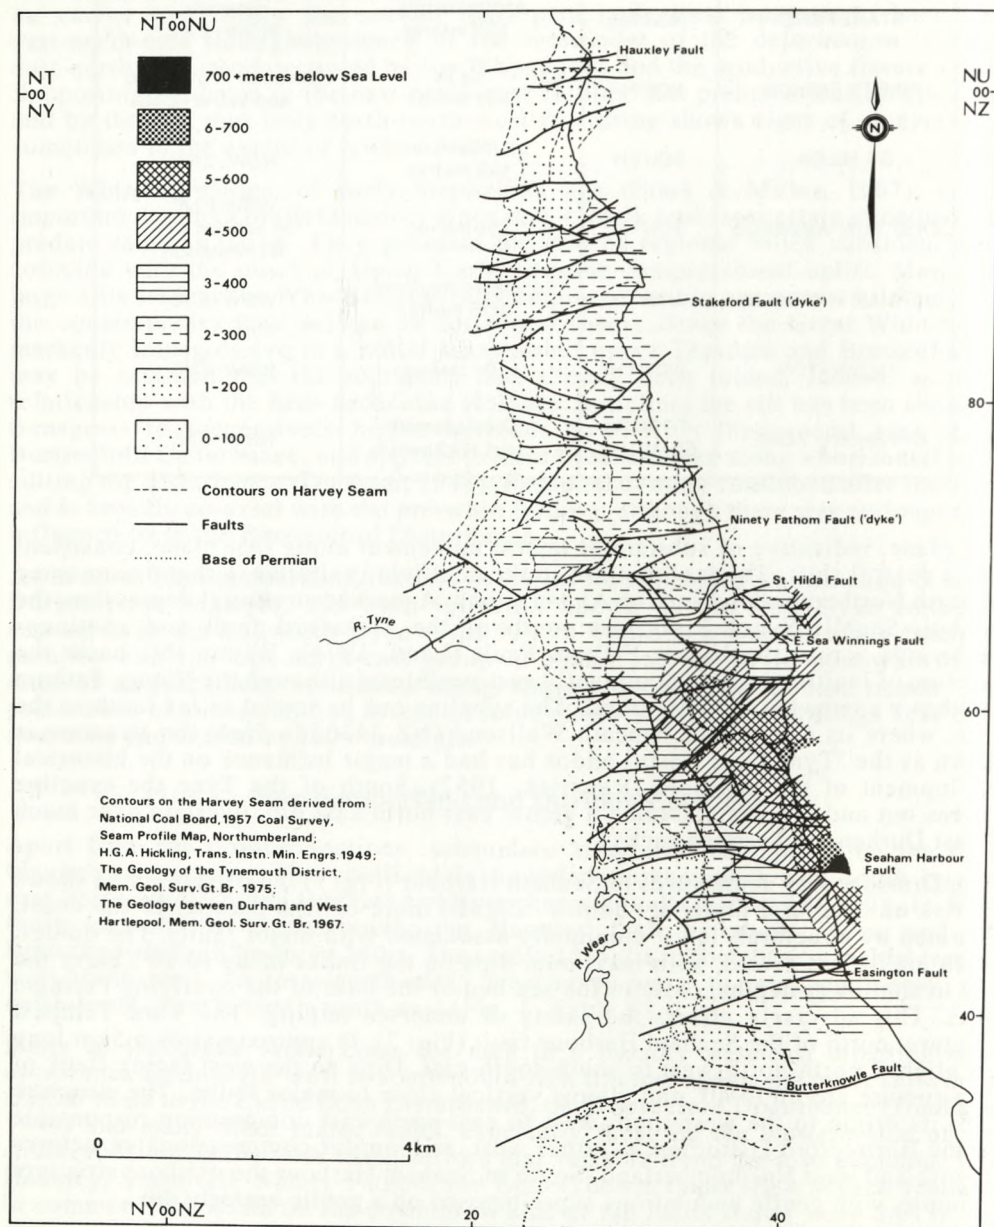 NT00NU
NT
00
NY
NU
00
NZ
N
700 + metres below Sea Level
6-700
5-600
4-500
3-400
2-300
1-200
0-100
Contours on Harvey Seam
Faults
Base of Permian
Hauxley Fault
Stakeford Fault ('dyke')
80
Ninety Fathom Fault ('dyke')
St. Hilda Fault
R. Tyne
E. Sea Winnings Fault
60
Contours on the Harvey Seam derived from:
National Coal Board, 1957 Coal Survey,
Seam Profile Map, Northumberland;
H.G.A. Hickling, Trans. Instn. Min. Engrs. 1949;
The Geology of the Tynemouth District,
Mem. Geol. Surv. Gt. Br. 1975;
The Geology between Durham and West
Hartlepool, Mem. Geol. Surv. Gt. Br. 1967.
Seaham Harbour
Fault
R. Wear
Easington Fault
40
Butterknowle Fault
0 4km
NY00NZ
20
40